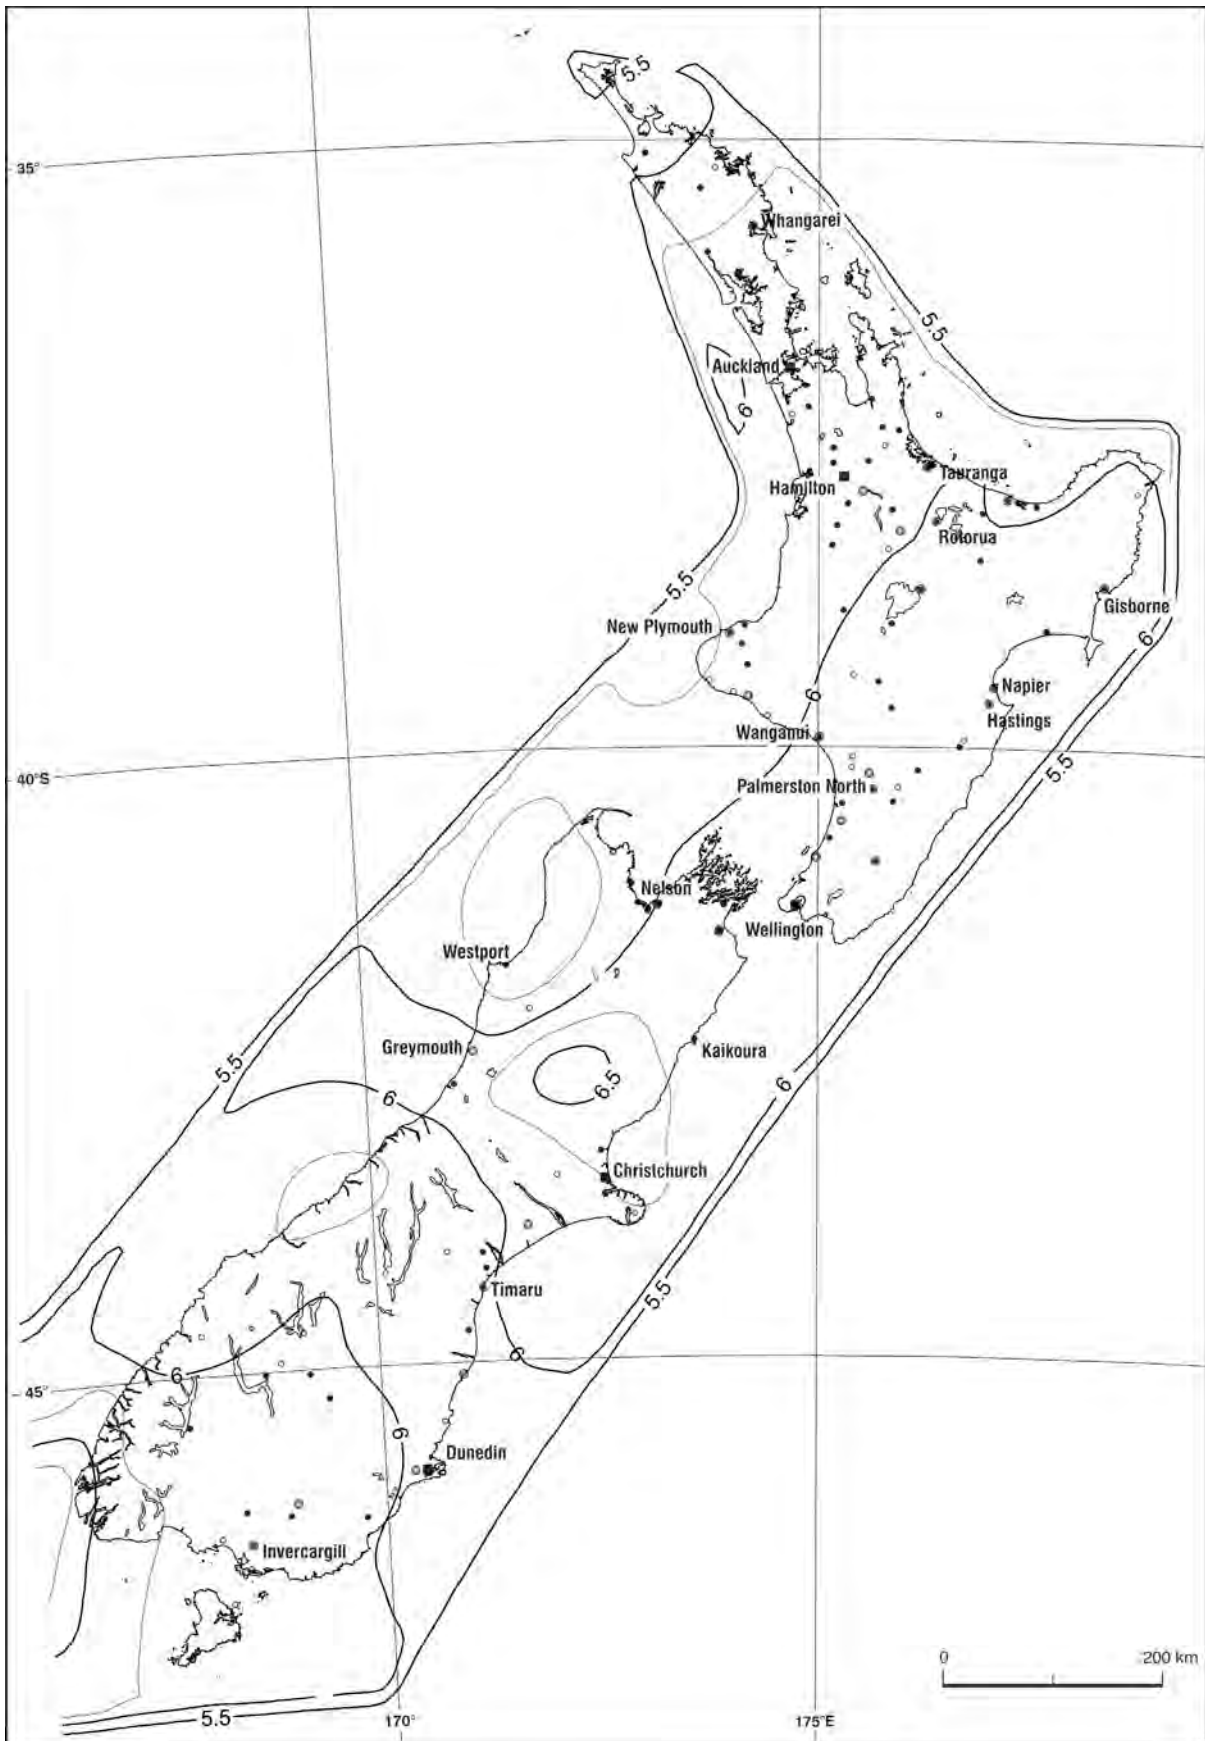 5.5
35°
Whangarei
5.5
Auckland
6
Tauranga
Hamilton
Rotorua
5.5
Gisborne
New Plymouth
6
Napier
6
Hastings
Wanganui
40°S
5.5
Palmerston North
Nelson
Wellington
Westport
Greymouth
Kaikoura
5.5
6.5
6
6
Christchurch
Timaru
5.5
6
6
45°
6
Dunedin
Invercargill
0 200 km
5.5
170°
175°E